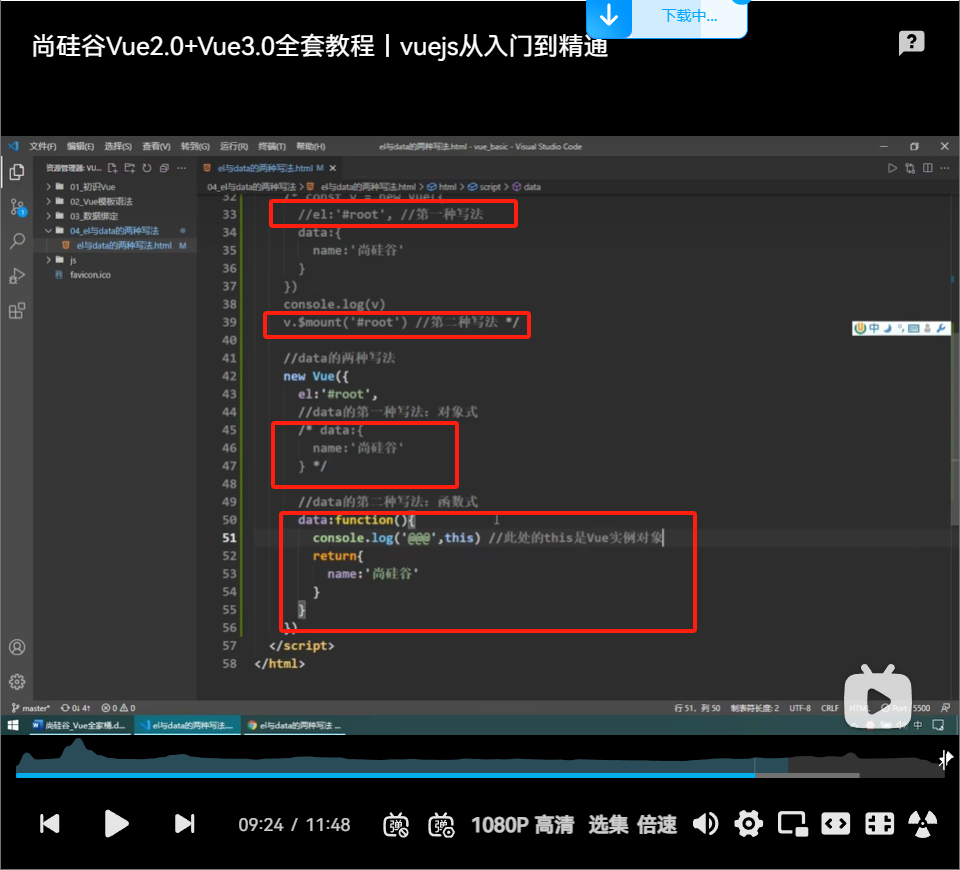 下载中...
尚硅谷Vue2.0+Vue3.0全套教程丨vuejs从入门到精通
文件(F) 编辑(E) 选择(S) 查看(V) 转到(G) 运行(R) 终端(T) 帮助(H) el与data的两种写法.html - vue_basic - Visual Studio Code
资源管理器: VU...
el与data的两种写法.html M
04_el与data的两种写法 > el与data的两种写法.html > html > script > data
01_初识Vue
02_Vue模板语法
03_数据绑定
04_el与data的两种写法
el与data的两种写法.html M
js
favicon.ico
32 /* const v = new Vue({
33 //el:'#root', //第一种写法
34 data:{
35 name:'尚硅谷'
36 }
37 })
38 console.log(v)
39 v.$mount('#root') //第二种写法 */
40
41 //data的两种写法
42 new Vue({
43 el:'#root',
44 //data的第一种写法：对象式
45 /* data:{
46 name:'尚硅谷'
47 } */
48
49 //data的第二种写法：函数式
50 data:function(){
51 console.log('@@@',this) //此处的this是Vue实例对象
52 return{
53 name:'尚硅谷'
54 }
55 }
56 })
57 </script>
58 </html>
中
master* 0↓ 4↑ 0 0 行 51，列 50 制表符长度: 2 UTF-8 CRLF HTML Port : 5500
尚硅谷_Vue全家桶.d... el与data的两种写法.... el与data的两种写法 ... 中
09:24 / 11:48 弹 弹 1080P 高清 选集 倍速